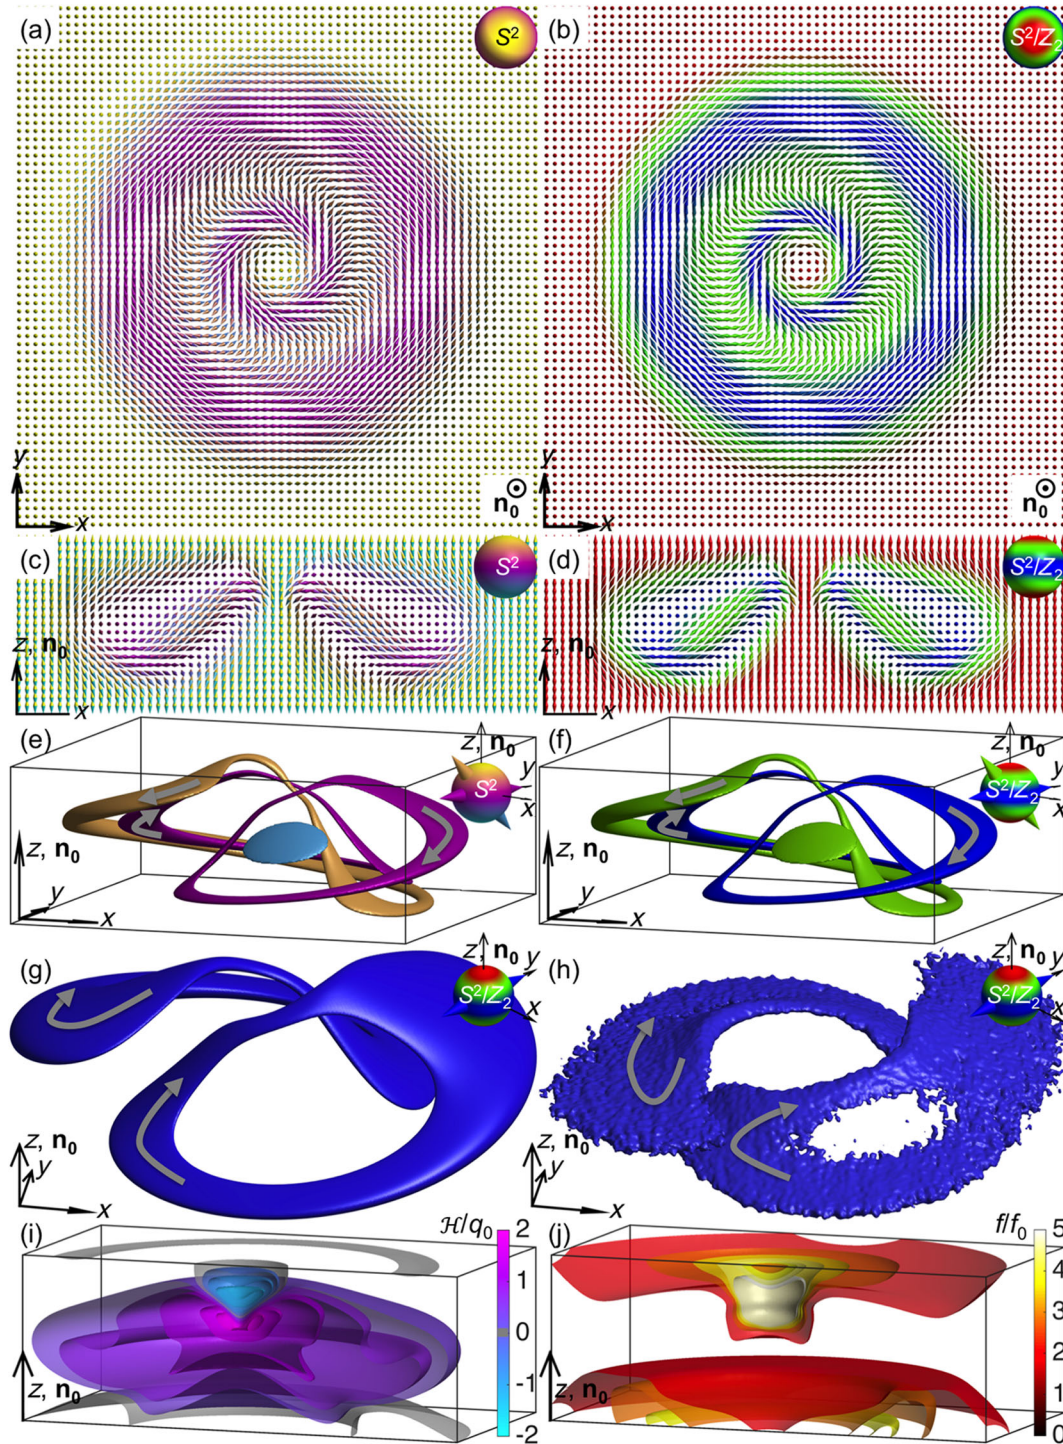 (a) S²
(b) S²/Z₂
y
x
n₀
n₀
x
(c) S²
(d) S²/Z₂
z, n₀
x
z, n₀
x
(e) z, n₀
S² y
x
z, n₀
y
x
(f) z, n₀
S²/Z₂ y
x
z, n₀
y
x
(g) z, n₀
S²/Z₂ y
x
z, n₀
y
x
(h) z, n₀
S²/Z₂ y
x
z, n₀
y
x
(i) ℋ/q₀ 2
1
0
-1
-2
z, n₀
(j) f/f₀ 5
4
3
2
1
0
z, n₀